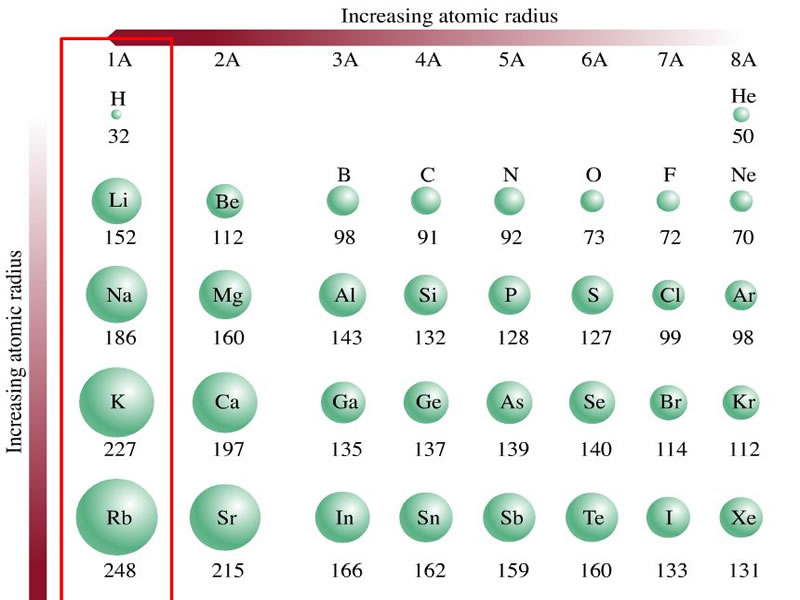 Increasing atomic radius
1A 2A 3A 4A 5A 6A 7A 8A
H He
32 50
B C N O F Ne
Li Be
152 112 98 91 92 73 72 70
Na Mg Al Si P S Cl Ar
186 160 143 132 128 127 99 98
K Ca Ga Ge As Se Br Kr
227 197 135 137 139 140 114 112
Rb Sr In Sn Sb Te I Xe
248 215 166 162 159 160 133 131
Increasing atomic radius